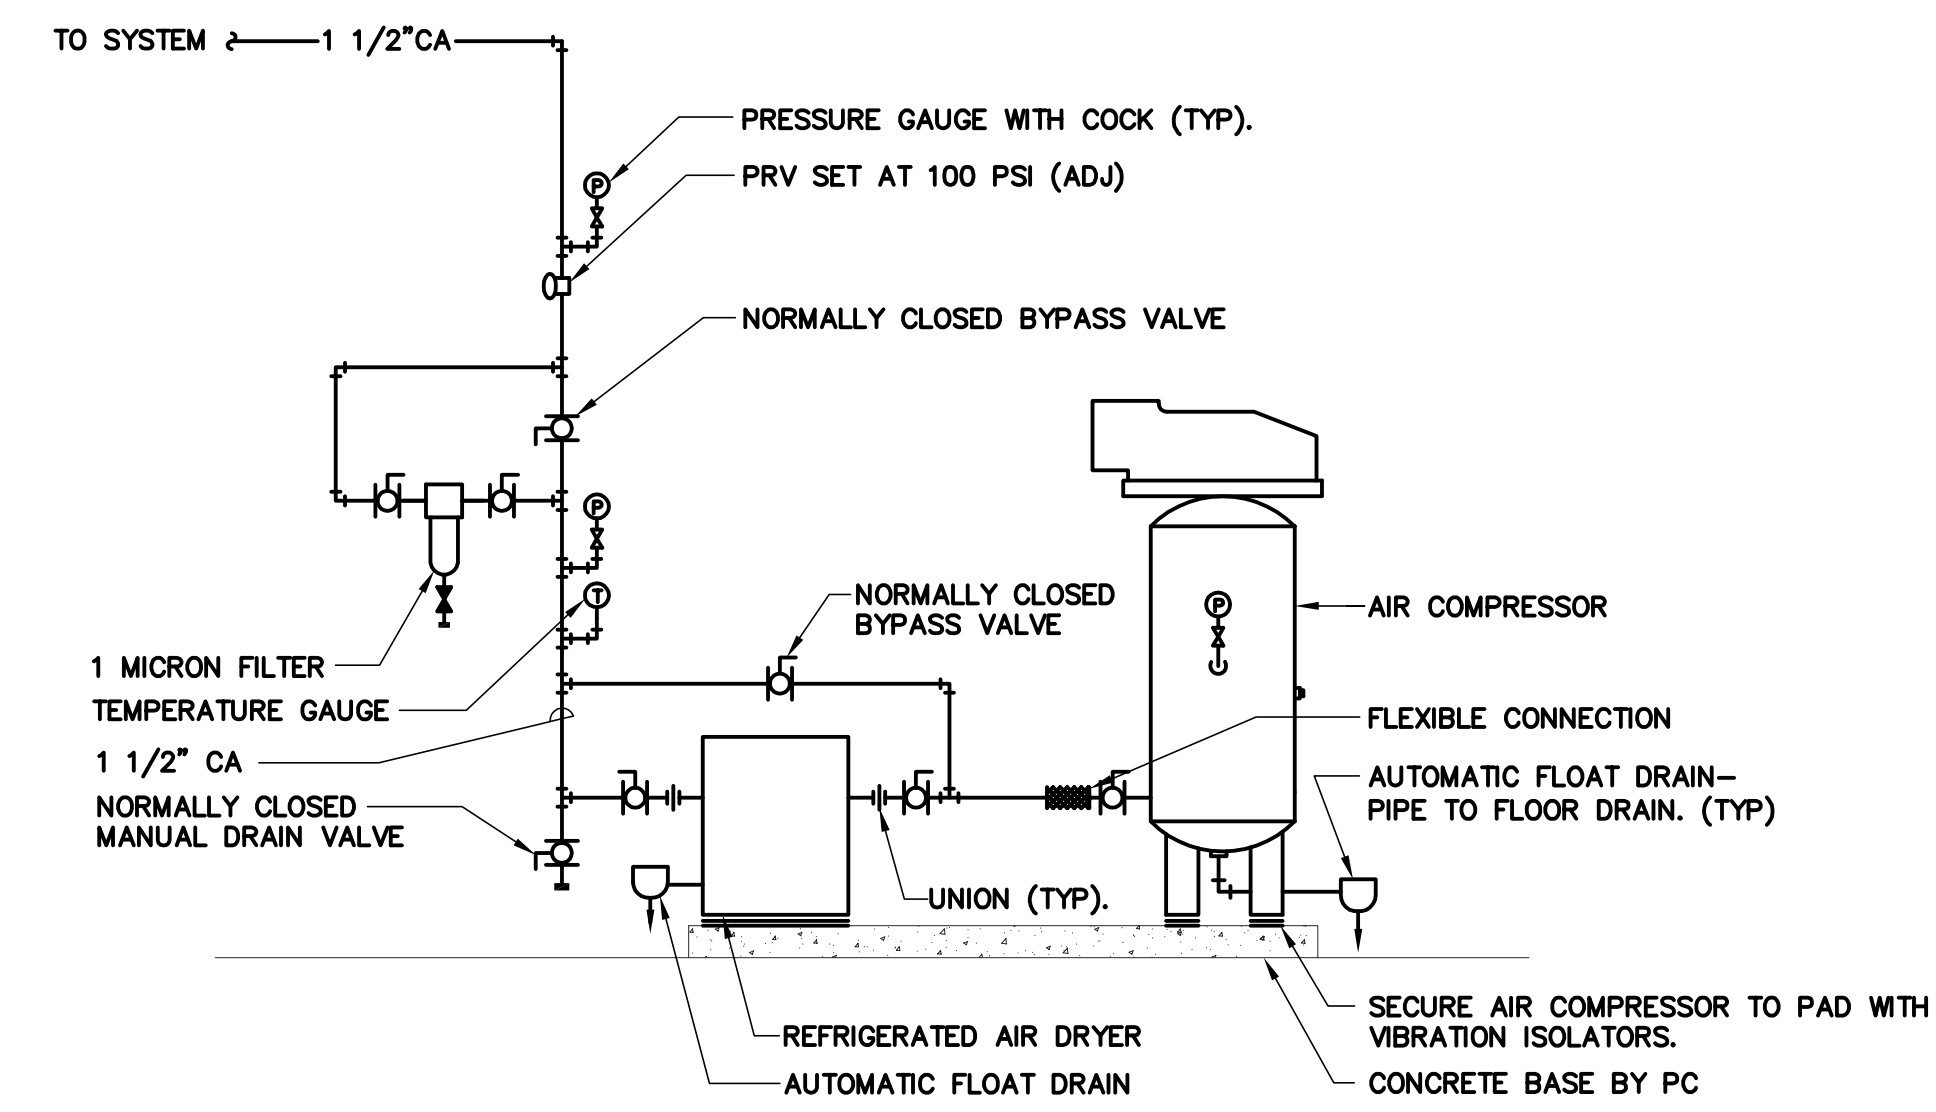 TO SYSTEM
1 1/2"CA
PRESSURE GAUGE WITH COCK (TYP).
P
PRV SET AT 100 PSI (ADJ)
NORMALLY CLOSED BYPASS VALVE
P
T
NORMALLY CLOSED
BYPASS VALVE
P
AIR COMPRESSOR
1 MICRON FILTER
TEMPERATURE GAUGE
FLEXIBLE CONNECTION
1 1/2" CA
AUTOMATIC FLOAT DRAIN-
PIPE TO FLOOR DRAIN. (TYP)
NORMALLY CLOSED
MANUAL DRAIN VALVE
UNION (TYP).
SECURE AIR COMPRESSOR TO PAD WITH
VIBRATION ISOLATORS.
REFRIGERATED AIR DRYER
AUTOMATIC FLOAT DRAIN
CONCRETE BASE BY PC